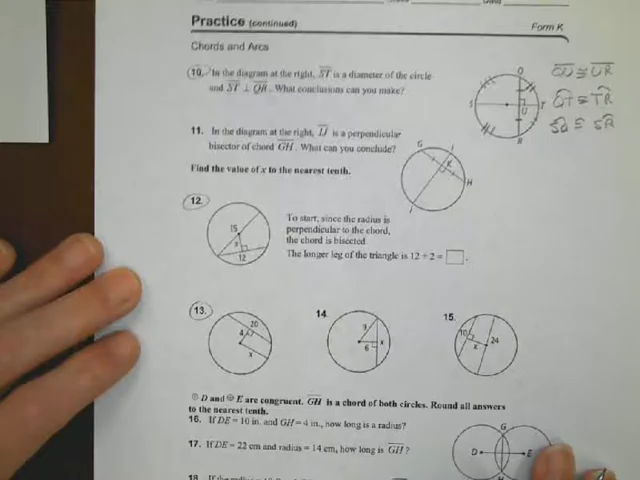 Practice (continued)
Form K
Chords and Arcs
10. In the diagram at the right, ST is a diameter of the circle
and ST ⊥ QR. What conclusions can you make?
Q
S
T
U
R
QU ≅ UR
QT ≅ TR
SQ ≅ SR
11. In the diagram at the right, IJ is a perpendicular
bisector of chord GH. What can you conclude?
G
I
K
H
Find the value of x to the nearest tenth.
12.
15
x
12
To start, since the radius is
perpendicular to the chord,
the chord is bisected
The longer leg of the triangle is 12 ÷ 2 =
13.
20
4
x
14.
9
x
6
15.
10
x
24
⊙ D and ⊙ E are congruent. GH is a chord of both circles. Round all answers
to the nearest tenth.
16. If DE = 10 in. and GH = 4 in., how long is a radius?
17. If DE = 22 cm and radius = 14 cm, how long is GH?
G
D
E
H
18